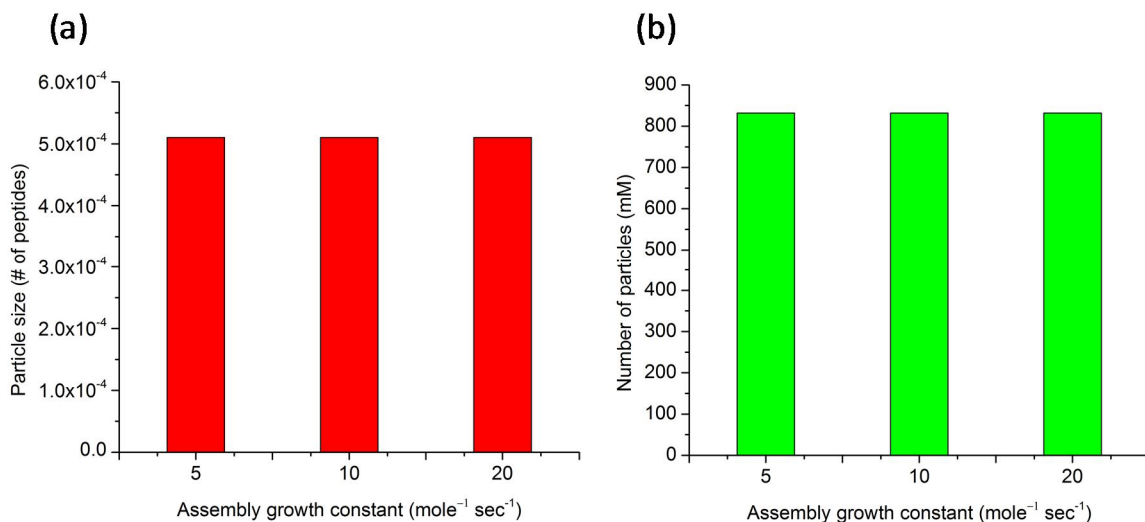 (a)
6.0x10⁻⁴
5.0x10⁻⁴
4.0x10⁻⁴
3.0x10⁻⁴
2.0x10⁻⁴
1.0x10⁻⁴
0.0
Particle size (# of peptides)
5 10 20
Assembly growth constant (mole⁻¹ sec⁻¹)
(b)
900
800
700
600
500
400
300
200
100
0
Number of particles (mM)
5 10 20
Assembly growth constant (mole⁻¹ sec⁻¹)